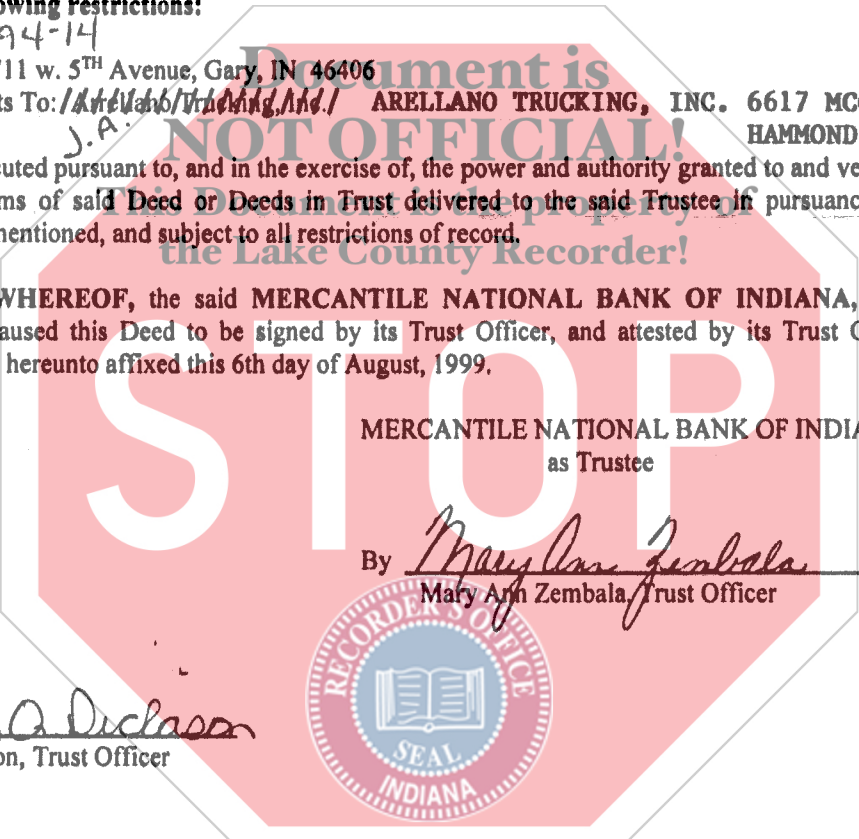 owing restrictions:
94-14
711 w. 5TH Avenue, Gary, IN 46406
ts To: Arellano Trucking, Inc. ARELLANO TRUCKING, INC. 6617 MC
J.A. HAMMOND
uted pursuant to, and in the exercise of, the power and authority granted to and ve
ms of said Deed or Deeds in Trust delivered to the said Trustee in pursuanc
mentioned, and subject to all restrictions of record.
Document is
NOT OFFICIAL!
This Document is the property of
the Lake County Recorder!
WHEREOF, the said MERCANTILE NATIONAL BANK OF INDIANA,
aused this Deed to be signed by its Trust Officer, and attested by its Trust O
hereunto affixed this 6th day of August, 1999.
STOP
MERCANTILE NATIONAL BANK OF INDIA
as Trustee
By Mary Ann Zembala
Mary Ann Zembala, Trust Officer
RECORDER'S OFFICE
SEAL
INDIANA
on, Trust Officer